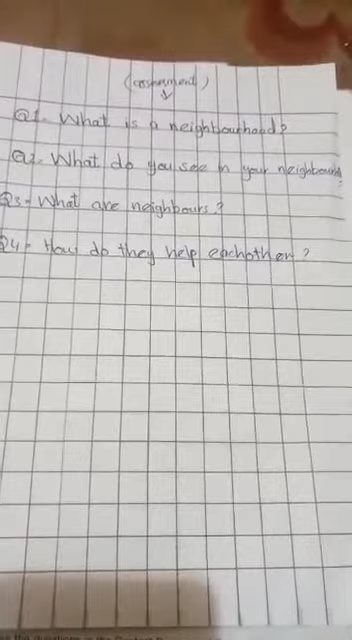 (assignment)
Q1. What is a neighbourhood?
Q2. What do you see in your neighbourhood?
Q3. What are neighbours?
Q4. How do they help eachother?